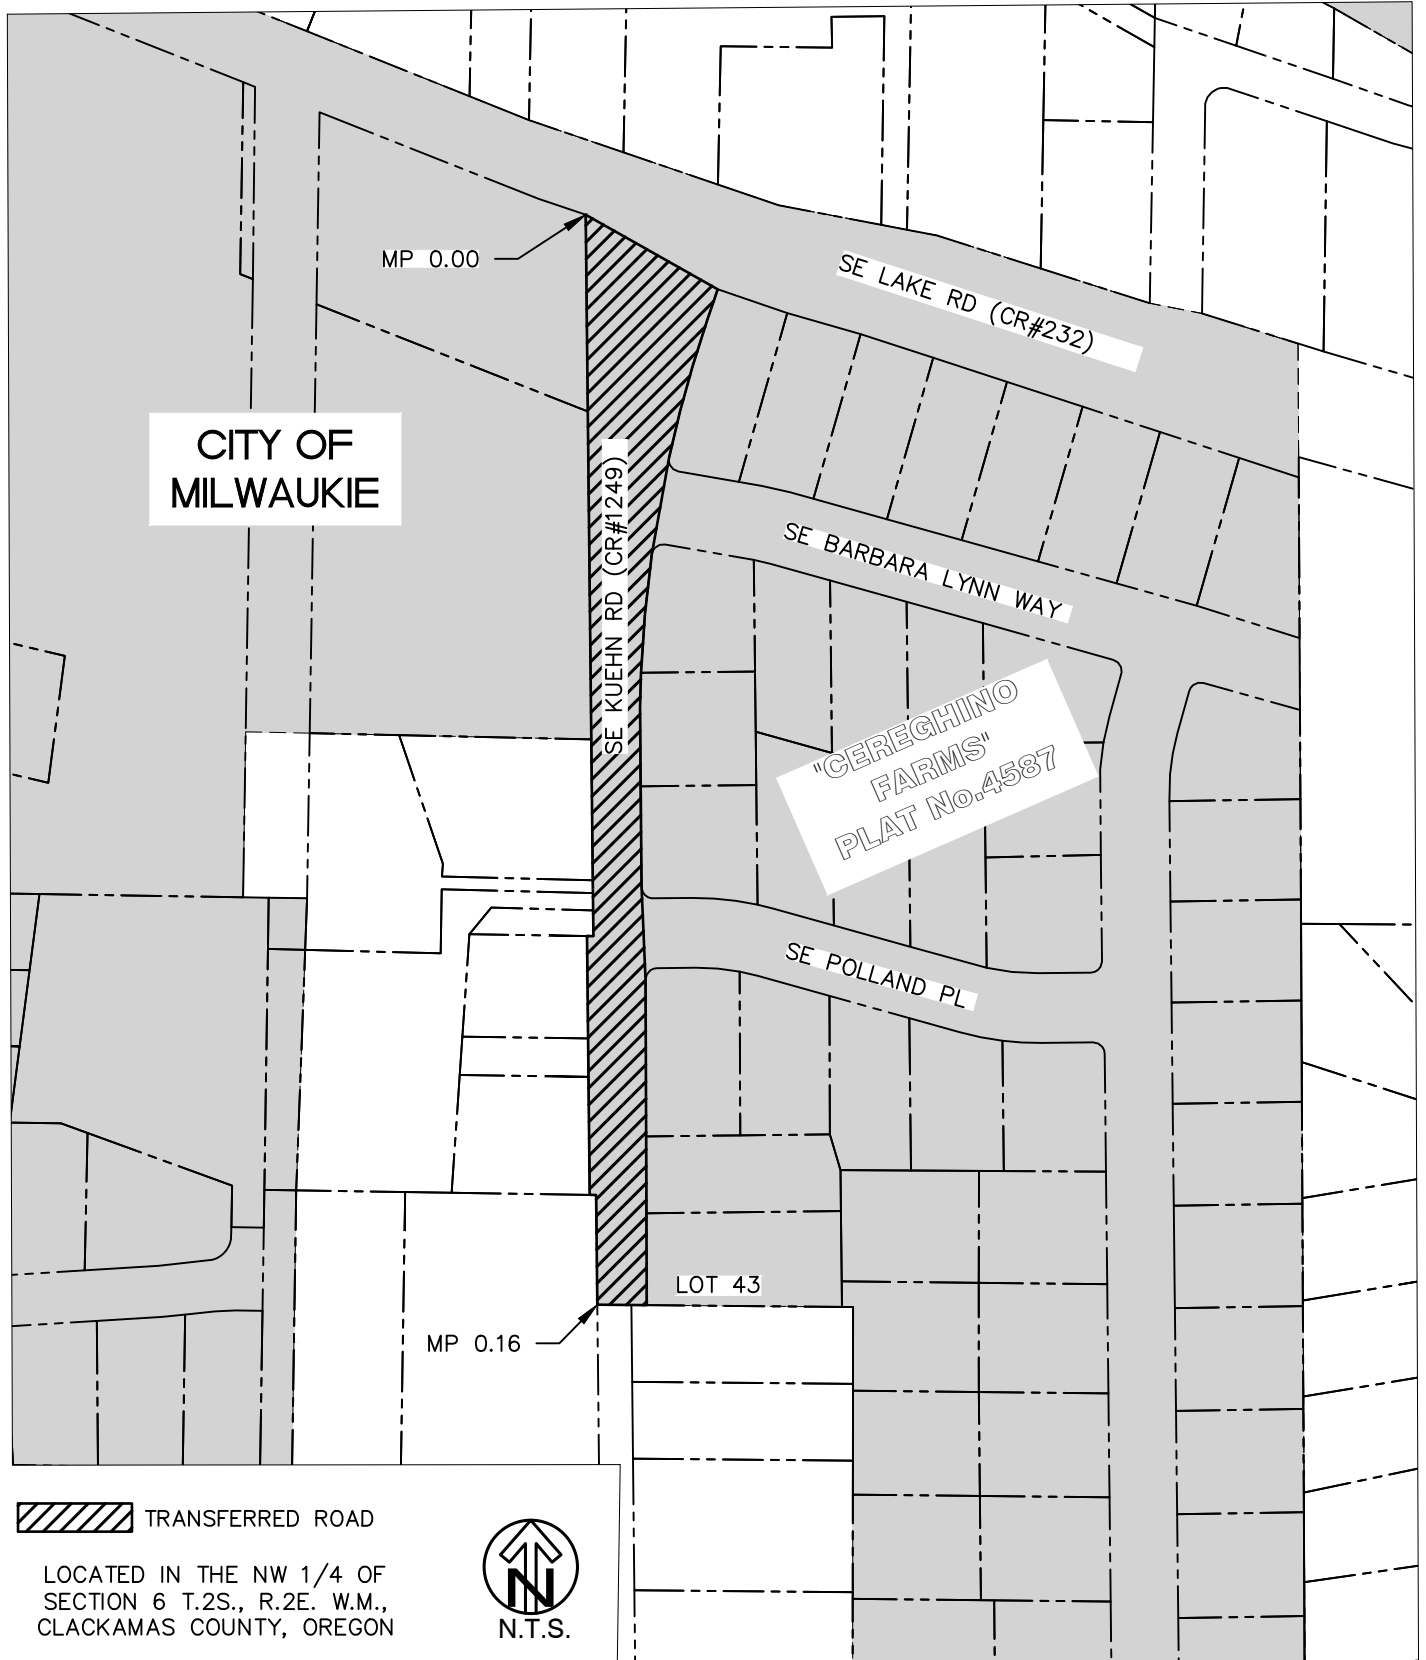 MP 0.00
SE LAKE RD (CR#232)
CITY OF
MILWAUKIE
SE KUEHN RD (CR#1249)
SE BARBARA LYNN WAY
"CEREGHINO
FARMS"
PLAT No.4587
SE POLLAND PL
LOT 43
MP 0.16
TRANSFERRED ROAD
LOCATED IN THE NW 1/4 OF
SECTION 6 T.2S., R.2E. W.M.,
CLACKAMAS COUNTY, OREGON
N
N.T.S.